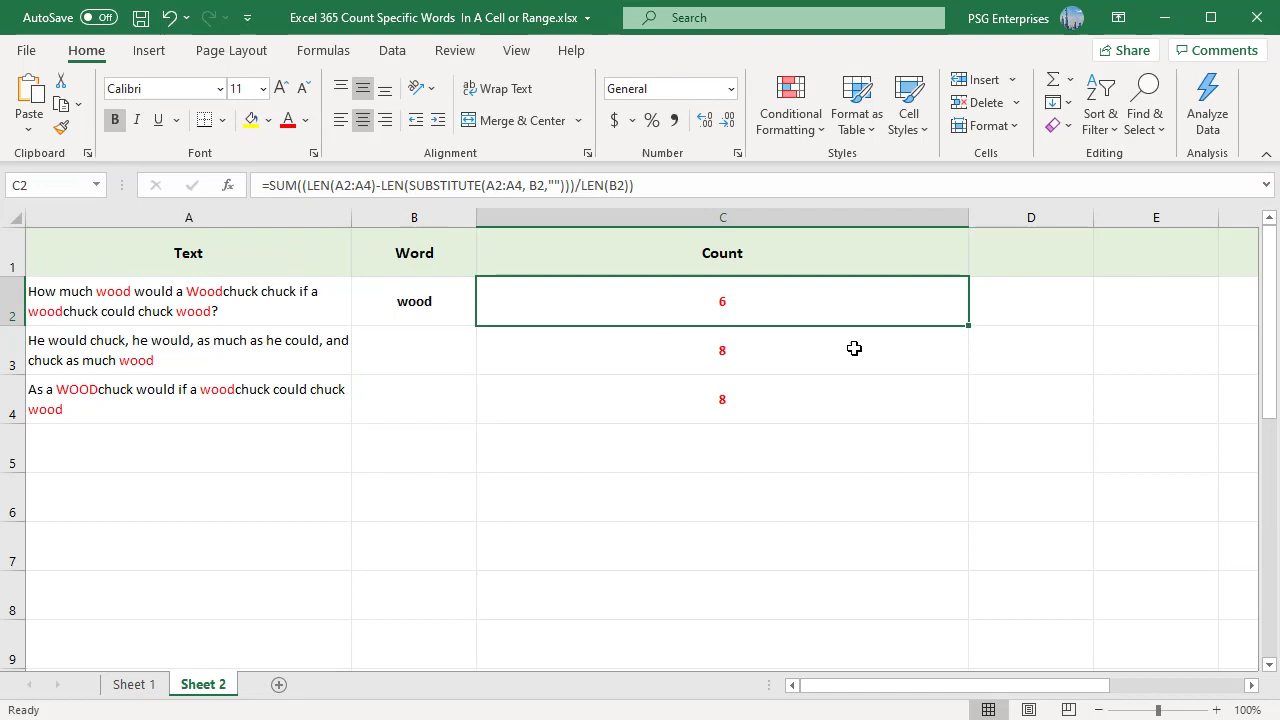 AutoSave Off Excel 365 Count Specific Words In A Cell or Range.xlsx Search PSG Enterprises
File Home Insert Page Layout Formulas Data Review View Help Share Comments
Calibri 11 Wrap Text General Insert
Paste B I U A Merge & Center $ % Conditional Formatting Format as Table Cell Styles Delete Sort & Filter Find & Select Analyze Data
Format
Clipboard Font Alignment Number Styles Cells Editing Analysis
C2 fx =SUM((LEN(A2:A4)-LEN(SUBSTITUTE(A2:A4, B2,"")))/LEN(B2))
A B C D E
1 Text Word Count
How much wood would a Woodchuck chuck if a
2 woodchuck could chuck wood? wood 6
He would chuck, he would, as much as he could, and
3 chuck as much wood 8
As a WOODchuck would if a woodchuck could chuck
4 wood 8
5
6
7
8
9
Sheet 1 Sheet 2
Ready 100%